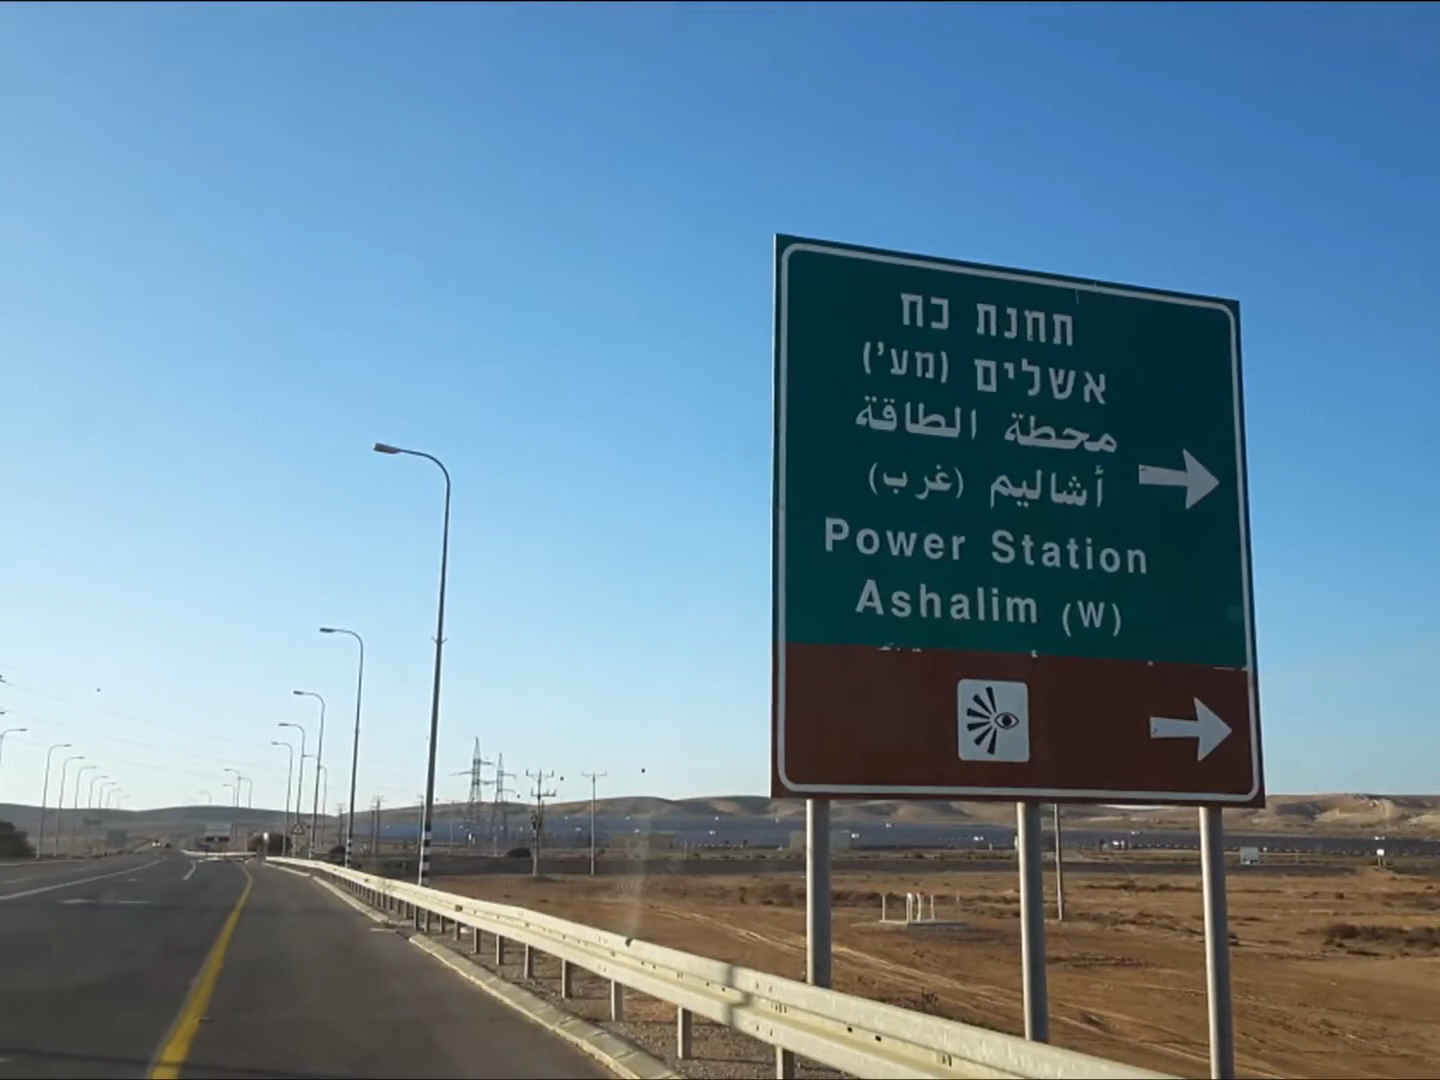 תחנת כח
אשלים (מע')
محطة الطاقة
أشاليم (غرب)
Power Station
Ashalim (W)